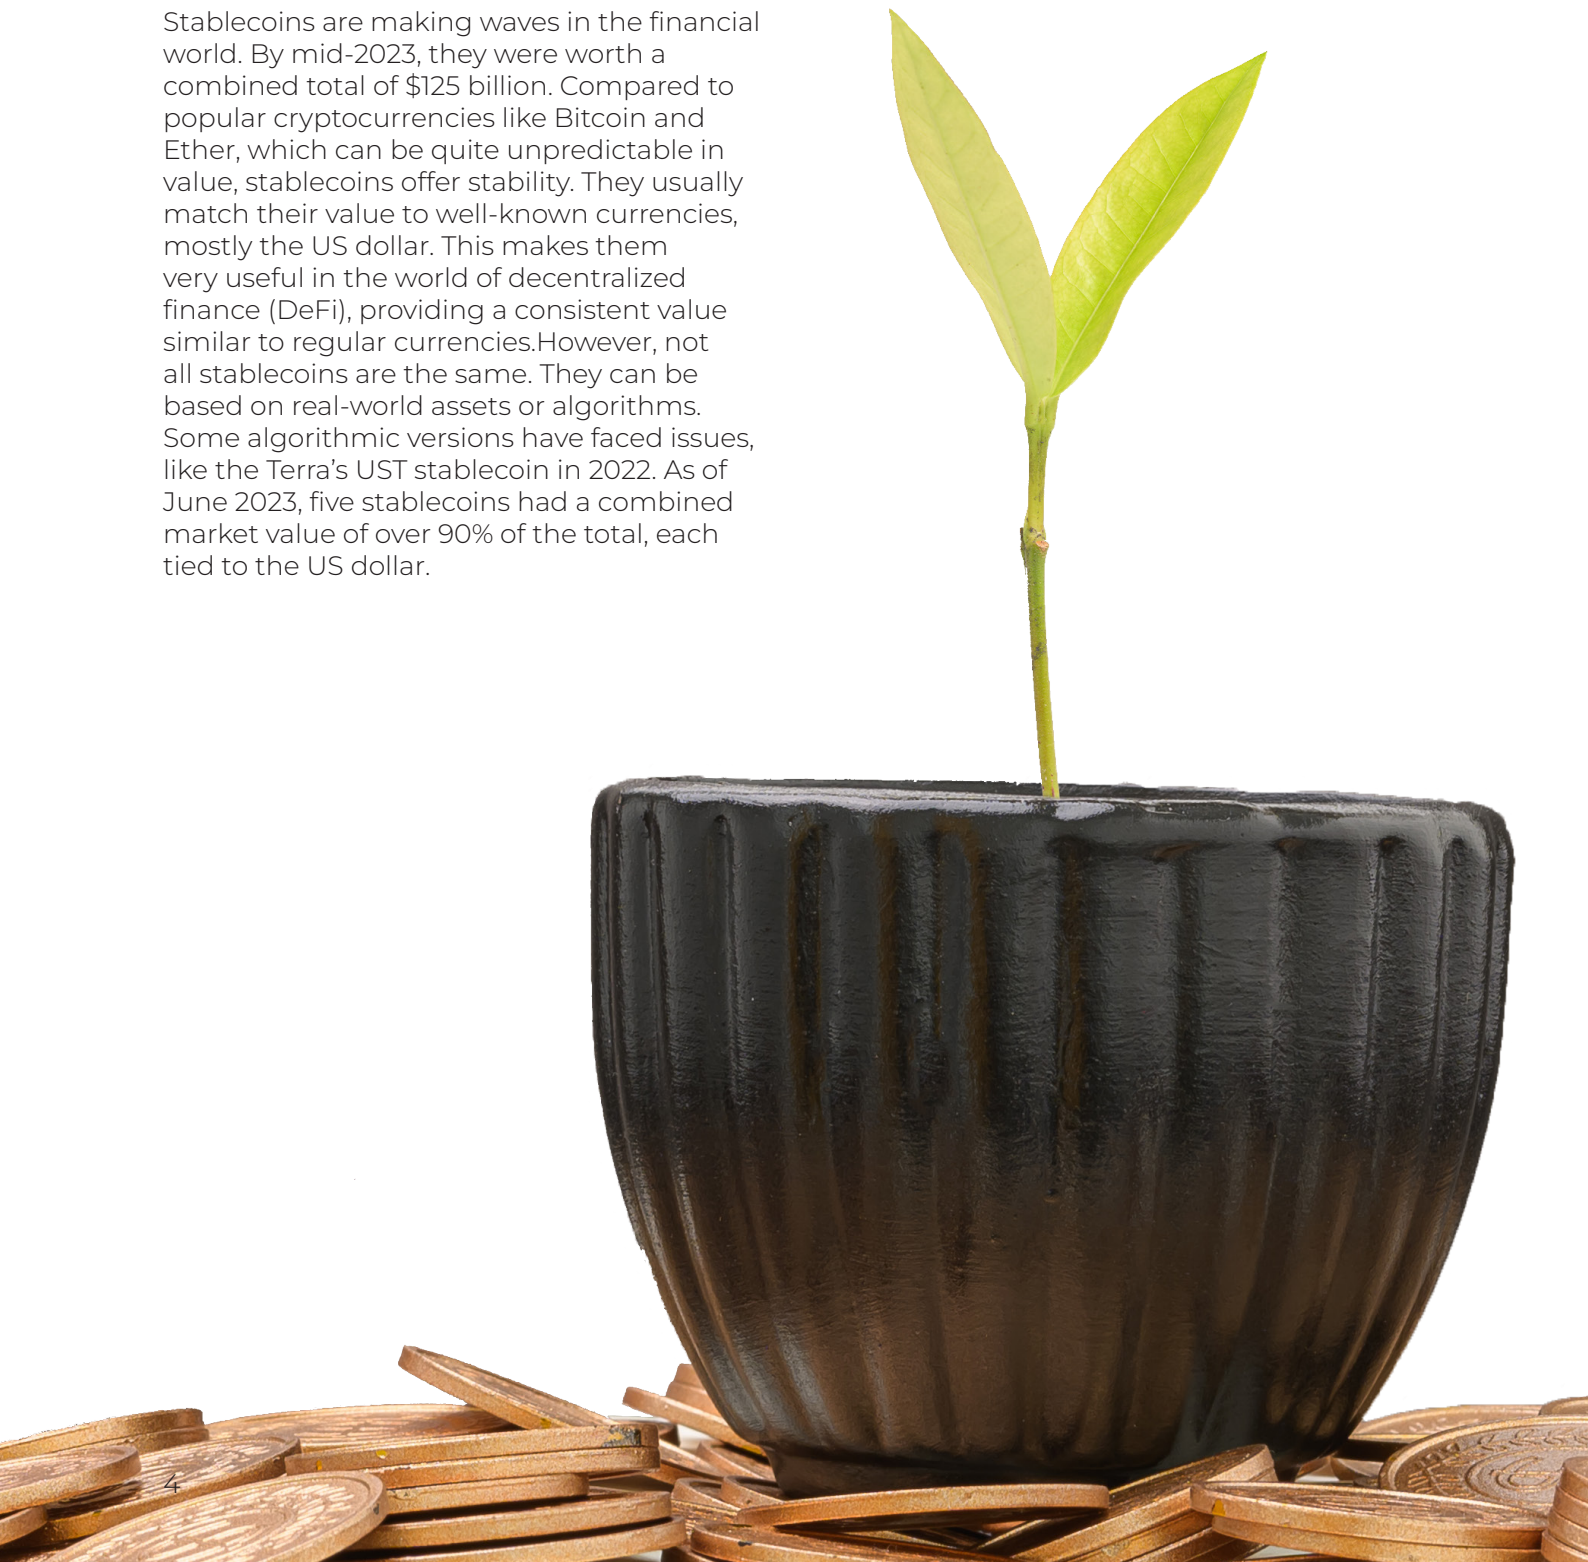 Stablecoins are making waves in the financial
world. By mid-2023, they were worth a
combined total of $125 billion. Compared to
popular cryptocurrencies like Bitcoin and
Ether, which can be quite unpredictable in
value, stablecoins offer stability. They usually
match their value to well-known currencies,
mostly the US dollar. This makes them
very useful in the world of decentralized
finance (DeFi), providing a consistent value
similar to regular currencies.However, not
all stablecoins are the same. They can be
based on real-world assets or algorithms.
Some algorithmic versions have faced issues,
like the Terra’s UST stablecoin in 2022. As of
June 2023, five stablecoins had a combined
market value of over 90% of the total, each
tied to the US dollar.
4